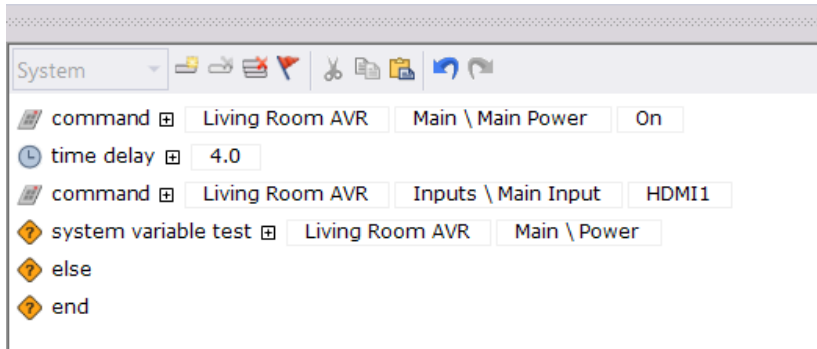 System
command Living Room AVR Main \ Main Power On
time delay 4.0
command Living Room AVR Inputs \ Main Input HDMI1
system variable test Living Room AVR Main \ Power
else
end